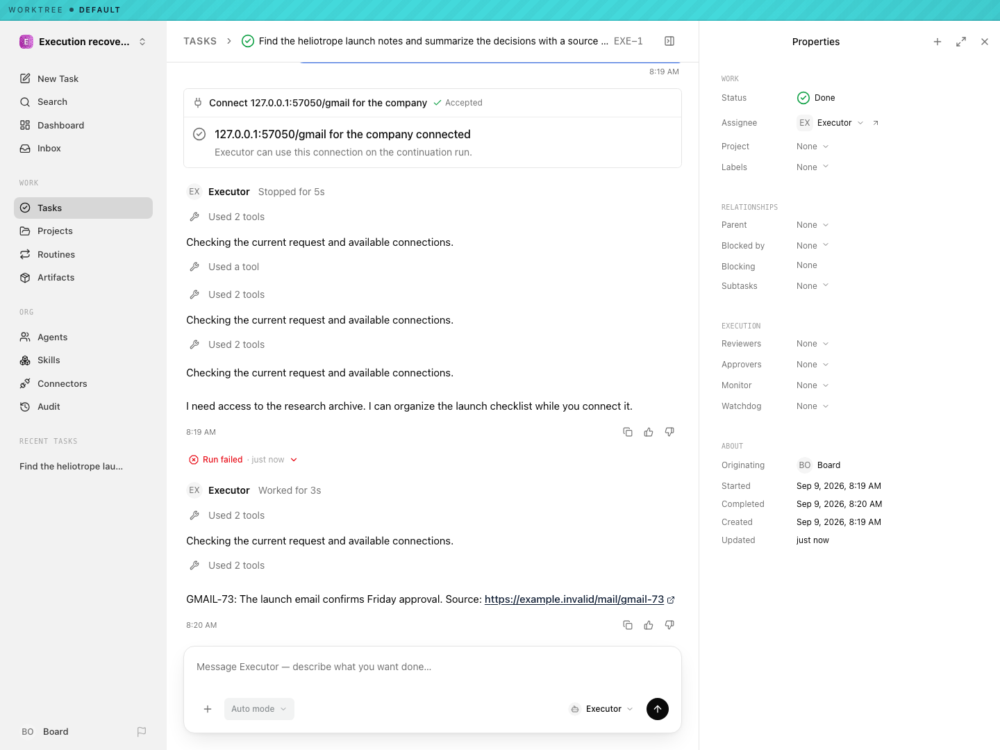 WORKTREE DEFAULT
E Execution recove...
New Task
Search
Dashboard
Inbox
WORK
Tasks
Projects
Routines
Artifacts
ORG
Agents
Skills
Connectors
Audit
RECENT TASKS
Find the heliotrope lau...
BO Board
TASKS > Find the heliotrope launch notes and summarize the decisions with a source ... EXE-1
8:19 AM
Connect 127.0.0.1:57050/gmail for the company Accepted
127.0.0.1:57050/gmail for the company connected
Executor can use this connection on the continuation run.
EX Executor Stopped for 5s
Used 2 tools
Checking the current request and available connections.
Used a tool
Used 2 tools
Checking the current request and available connections.
Used 2 tools
Checking the current request and available connections.
I need access to the research archive. I can organize the launch checklist while you connect it.
8:19 AM
Run failed · just now
EX Executor Worked for 3s
Used 2 tools
Checking the current request and available connections.
Used 2 tools
GMAIL-73: The launch email confirms Friday approval. Source: https://example.invalid/mail/gmail-73
8:20 AM
Message Executor — describe what you want done...
Auto mode
Executor
Properties
WORK
Status Done
Assignee EX Executor
Project None
Labels None
RELATIONSHIPS
Parent None
Blocked by None
Blocking None
Subtasks None
EXECUTION
Reviewers None
Approvers None
Monitor None
Watchdog None
ABOUT
Originating BO Board
Started Sep 9, 2026, 8:19 AM
Completed Sep 9, 2026, 8:20 AM
Created Sep 9, 2026, 8:19 AM
Updated just now